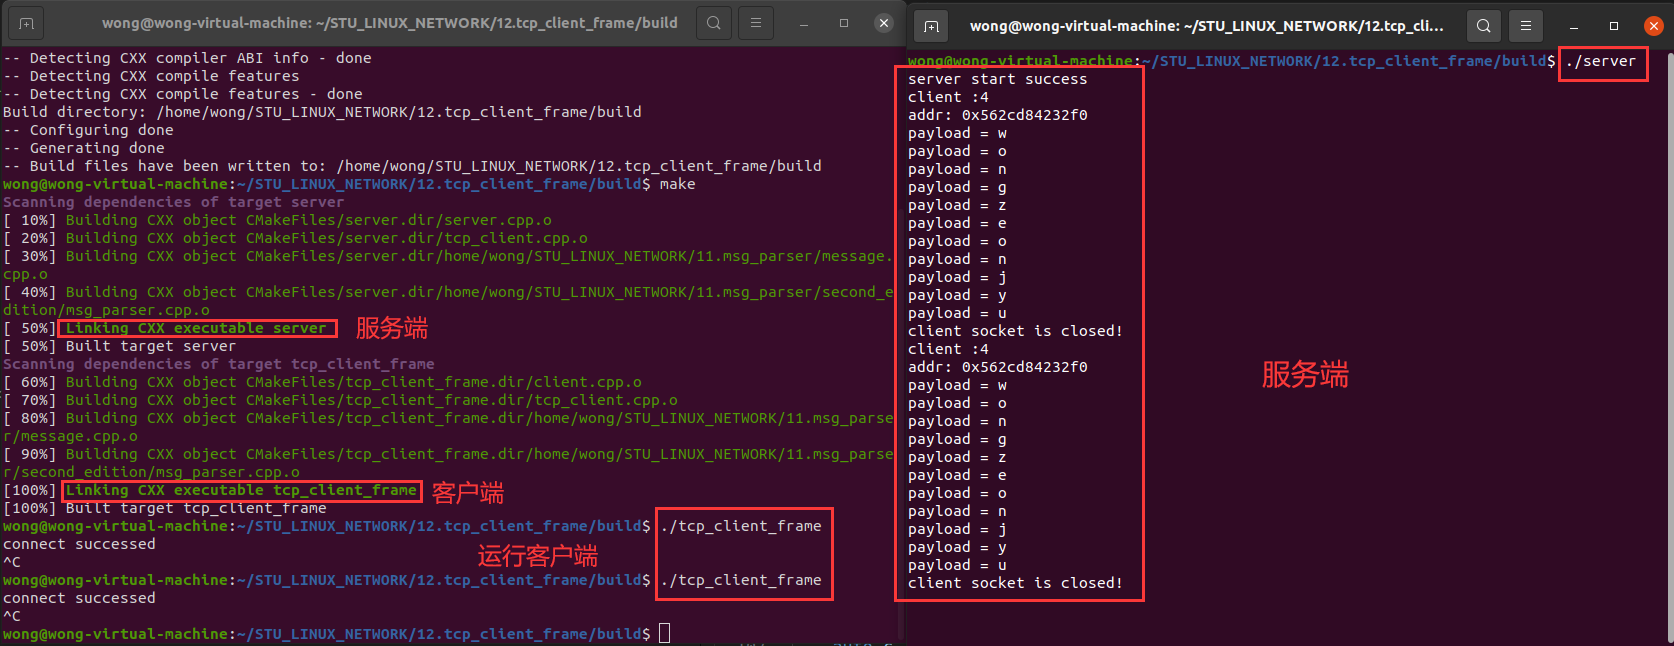 wong@wong-virtual-machine: ~/STU_LINUX_NETWORK/12.tcp_client_frame/build
-- Detecting CXX compiler ABI info - done
-- Detecting CXX compile features
-- Detecting CXX compile features - done
Build directory: /home/wong/STU_LINUX_NETWORK/12.tcp_client_frame/build
-- Configuring done
-- Generating done
-- Build files have been written to: /home/wong/STU_LINUX_NETWORK/12.tcp_client_frame/build
wong@wong-virtual-machine:~/STU_LINUX_NETWORK/12.tcp_client_frame/build$ make
Scanning dependencies of target server
[ 10%] Building CXX object CMakeFiles/server.dir/server.cpp.o
[ 20%] Building CXX object CMakeFiles/server.dir/tcp_client.cpp.o
[ 30%] Building CXX object CMakeFiles/server.dir/home/wong/STU_LINUX_NETWORK/11.msg_parser/message.
cpp.o
[ 40%] Building CXX object CMakeFiles/server.dir/home/wong/STU_LINUX_NETWORK/11.msg_parser/second_e
dition/msg_parser.cpp.o
[ 50%] Linking CXX executable server 服务端
[ 50%] Built target server
Scanning dependencies of target tcp_client_frame
[ 60%] Building CXX object CMakeFiles/tcp_client_frame.dir/client.cpp.o
[ 70%] Building CXX object CMakeFiles/tcp_client_frame.dir/tcp_client.cpp.o
[ 80%] Building CXX object CMakeFiles/tcp_client_frame.dir/home/wong/STU_LINUX_NETWORK/11.msg_parse
r/message.cpp.o
[ 90%] Building CXX object CMakeFiles/tcp_client_frame.dir/home/wong/STU_LINUX_NETWORK/11.msg_parse
r/second_edition/msg_parser.cpp.o
[100%] Linking CXX executable tcp_client_frame 客户端
[100%] Built target tcp_client_frame
wong@wong-virtual-machine:~/STU_LINUX_NETWORK/12.tcp_client_frame/build$ ./tcp_client_frame
connect successed
运行客户端
^C
wong@wong-virtual-machine:~/STU_LINUX_NETWORK/12.tcp_client_frame/build$ ./tcp_client_frame
connect successed
^C
wong@wong-virtual-machine:~/STU_LINUX_NETWORK/12.tcp_client_frame/build$
wong@wong-virtual-machine: ~/STU_LINUX_NETWORK/12.tcp_cli...
wong@wong-virtual-machine:~/STU_LINUX_NETWORK/12.tcp_client_frame/build$ ./server
server start success
client :4
addr: 0x562cd84232f0
payload = w
payload = o
payload = n
payload = g
payload = z
payload = e
payload = o
payload = n
payload = j
payload = y
payload = u
client socket is closed!
client :4
addr: 0x562cd84232f0
payload = w
payload = o
payload = n
payload = g
payload = z
payload = e
payload = o
payload = n
payload = j
payload = y
payload = u
client socket is closed!
服务端